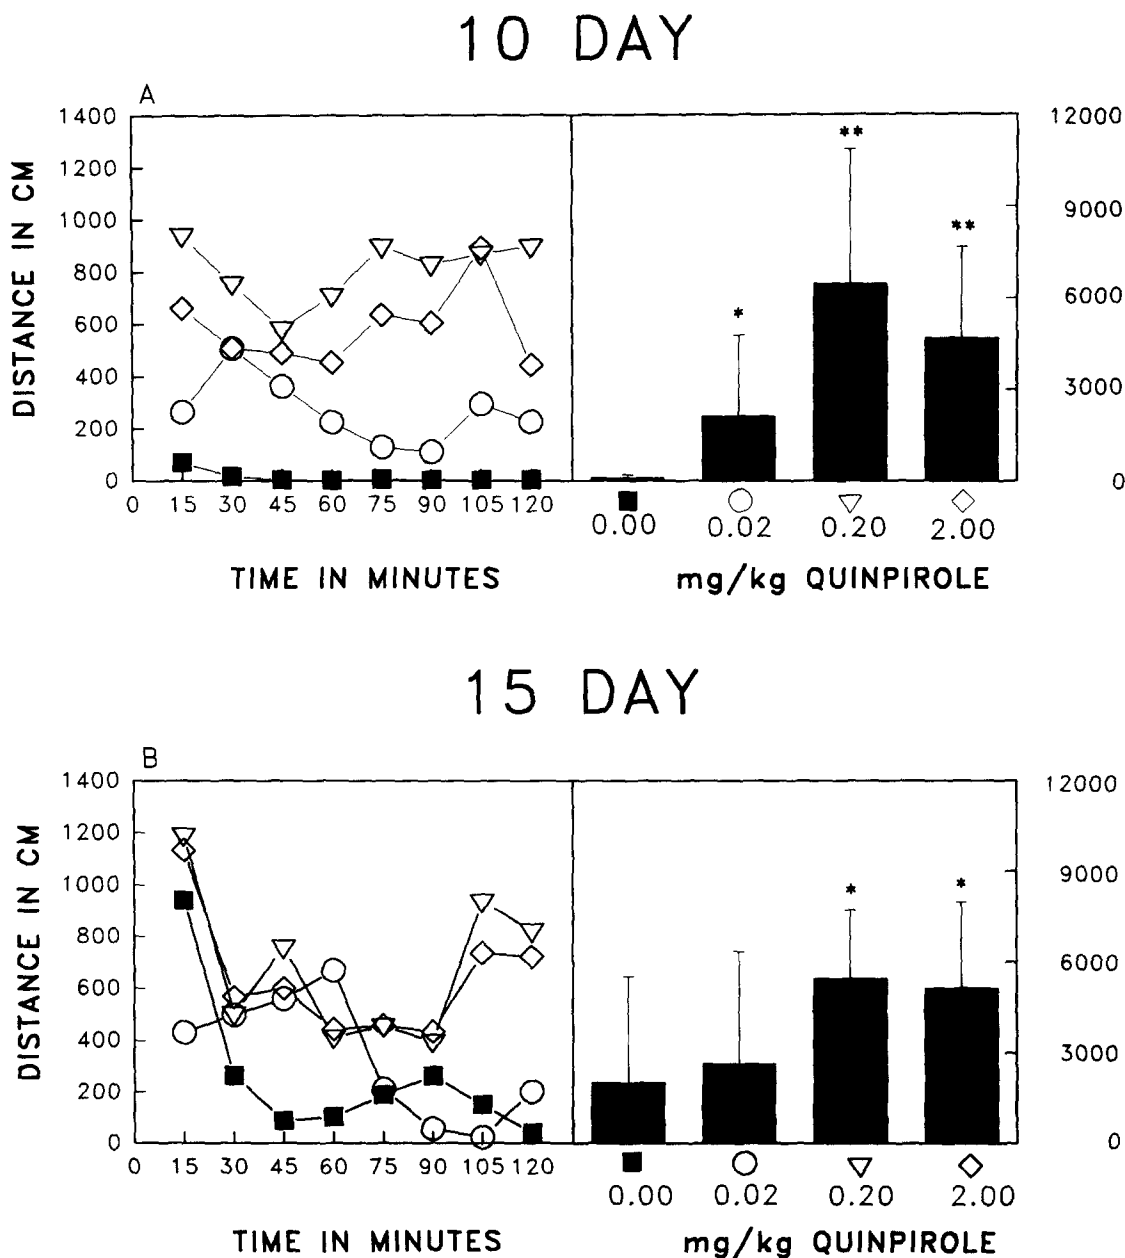 10 DAY
A
1400 12000
** 
1200
9000
1000 **
800
* 6000
600
400 3000
200
0 0
0 15 30 45 60 75 90 105 120
0.00 0.02 0.20 2.00
TIME IN MINUTES mg/kg QUINPIROLE
DISTANCE IN CM
15 DAY
B
1400 12000
1200
1000 * * 9000
800
600 6000
400 3000
200
0 0
0 15 30 45 60 75 90 105 120
0.00 0.02 0.20 2.00
TIME IN MINUTES mg/kg QUINPIROLE
DISTANCE IN CM